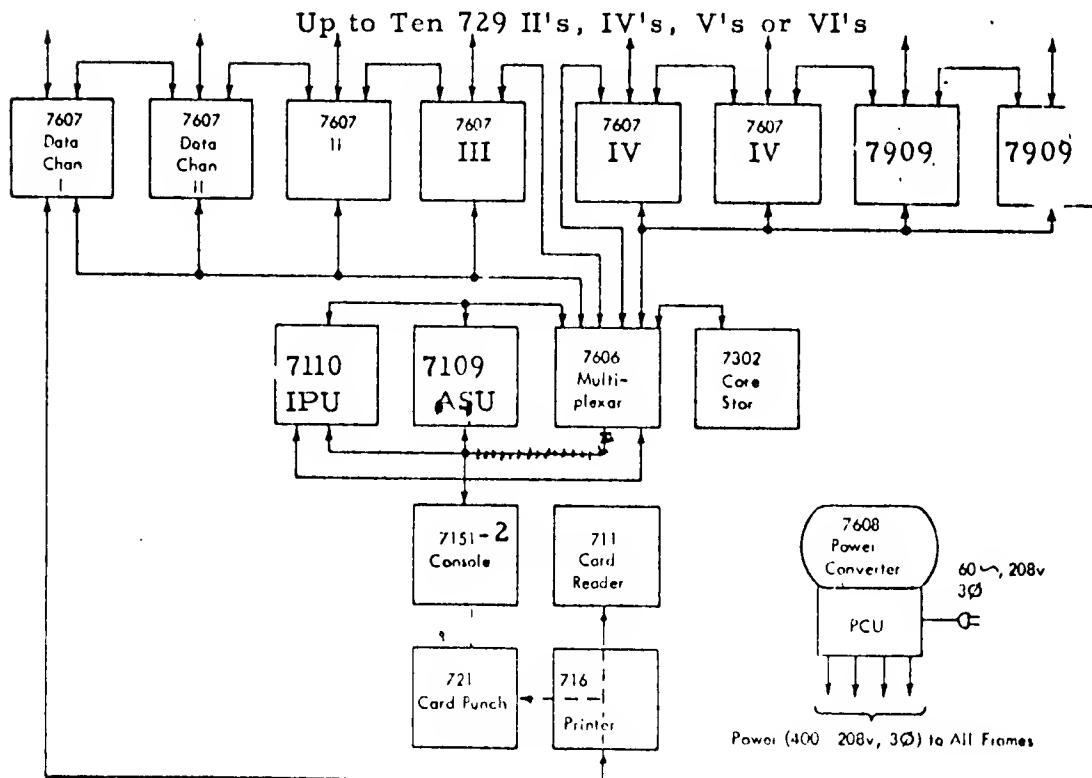 Up to Ten 729 II's, IV's, V's or VI's
7607
Data
Chan
I
7607
Data
Chan
II
7607
II
7607
III
7607
IV
7607
IV
7909
7909
7110
IPU
7109
ASU
7606
Multi-
plexor
7302
Core
Stor
7151-2
Console
711
Card
Reader
7608
Power
Converter
60~, 208v
3Ø
PCU
721
Card Punch
716
Printer
Power (400 208v, 3Ø) to All Frames